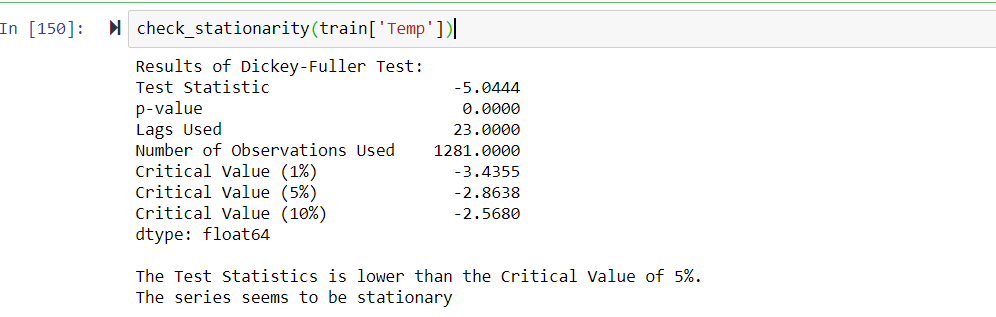 In [150]: check_stationarity(train['Temp'])
Results of Dickey-Fuller Test:
Test Statistic -5.0444
p-value 0.0000
Lags Used 23.0000
Number of Observations Used 1281.0000
Critical Value (1%) -3.4355
Critical Value (5%) -2.8638
Critical Value (10%) -2.5680
dtype: float64
The Test Statistics is lower than the Critical Value of 5%.
The series seems to be stationary